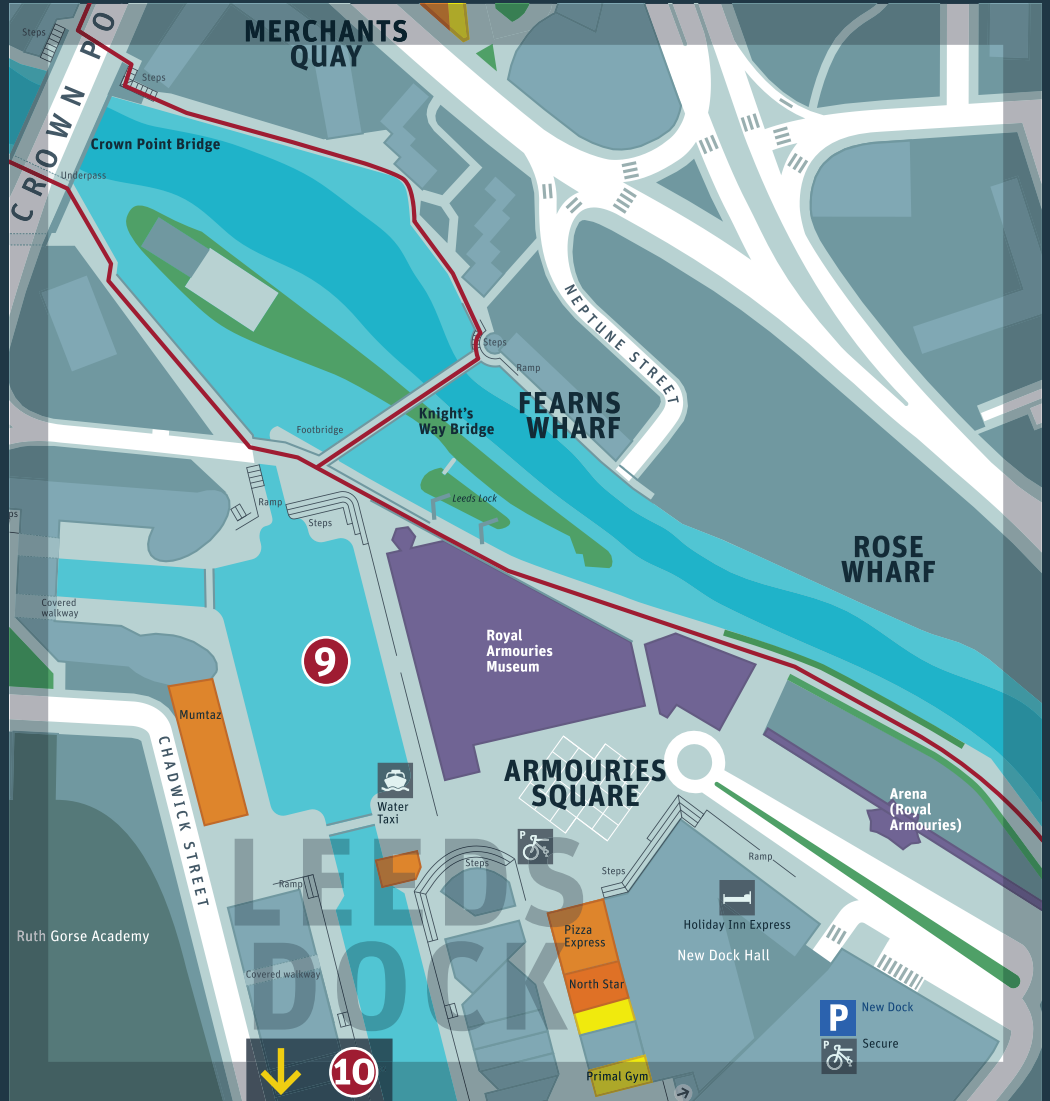 Steps
MERCHANTS
QUAY
CROWN PO
Steps
Crown Point Bridge
Underpass
NEPTUNE STREET
Steps
Ramp
FEARNS
WHARF
Knight's
Way Bridge
Footbridge
Leeds Lock
Ramp
Steps
ps
ROSE
WHARF
Covered
walkway
Royal
Armouries
Museum
9
Mumtaz
CHADWICK STREET
ARMOURIES
SQUARE
Water
Taxi
Arena
(Royal
Armouries)
P
LEEDS
DOCK
Steps
Ramp
Steps
Ramp
Holiday Inn Express
New Dock Hall
Pizza
Express
Ruth Gorse Academy
Covered walkway
North Star
P
New Dock
P
Secure
Primal Gym
10